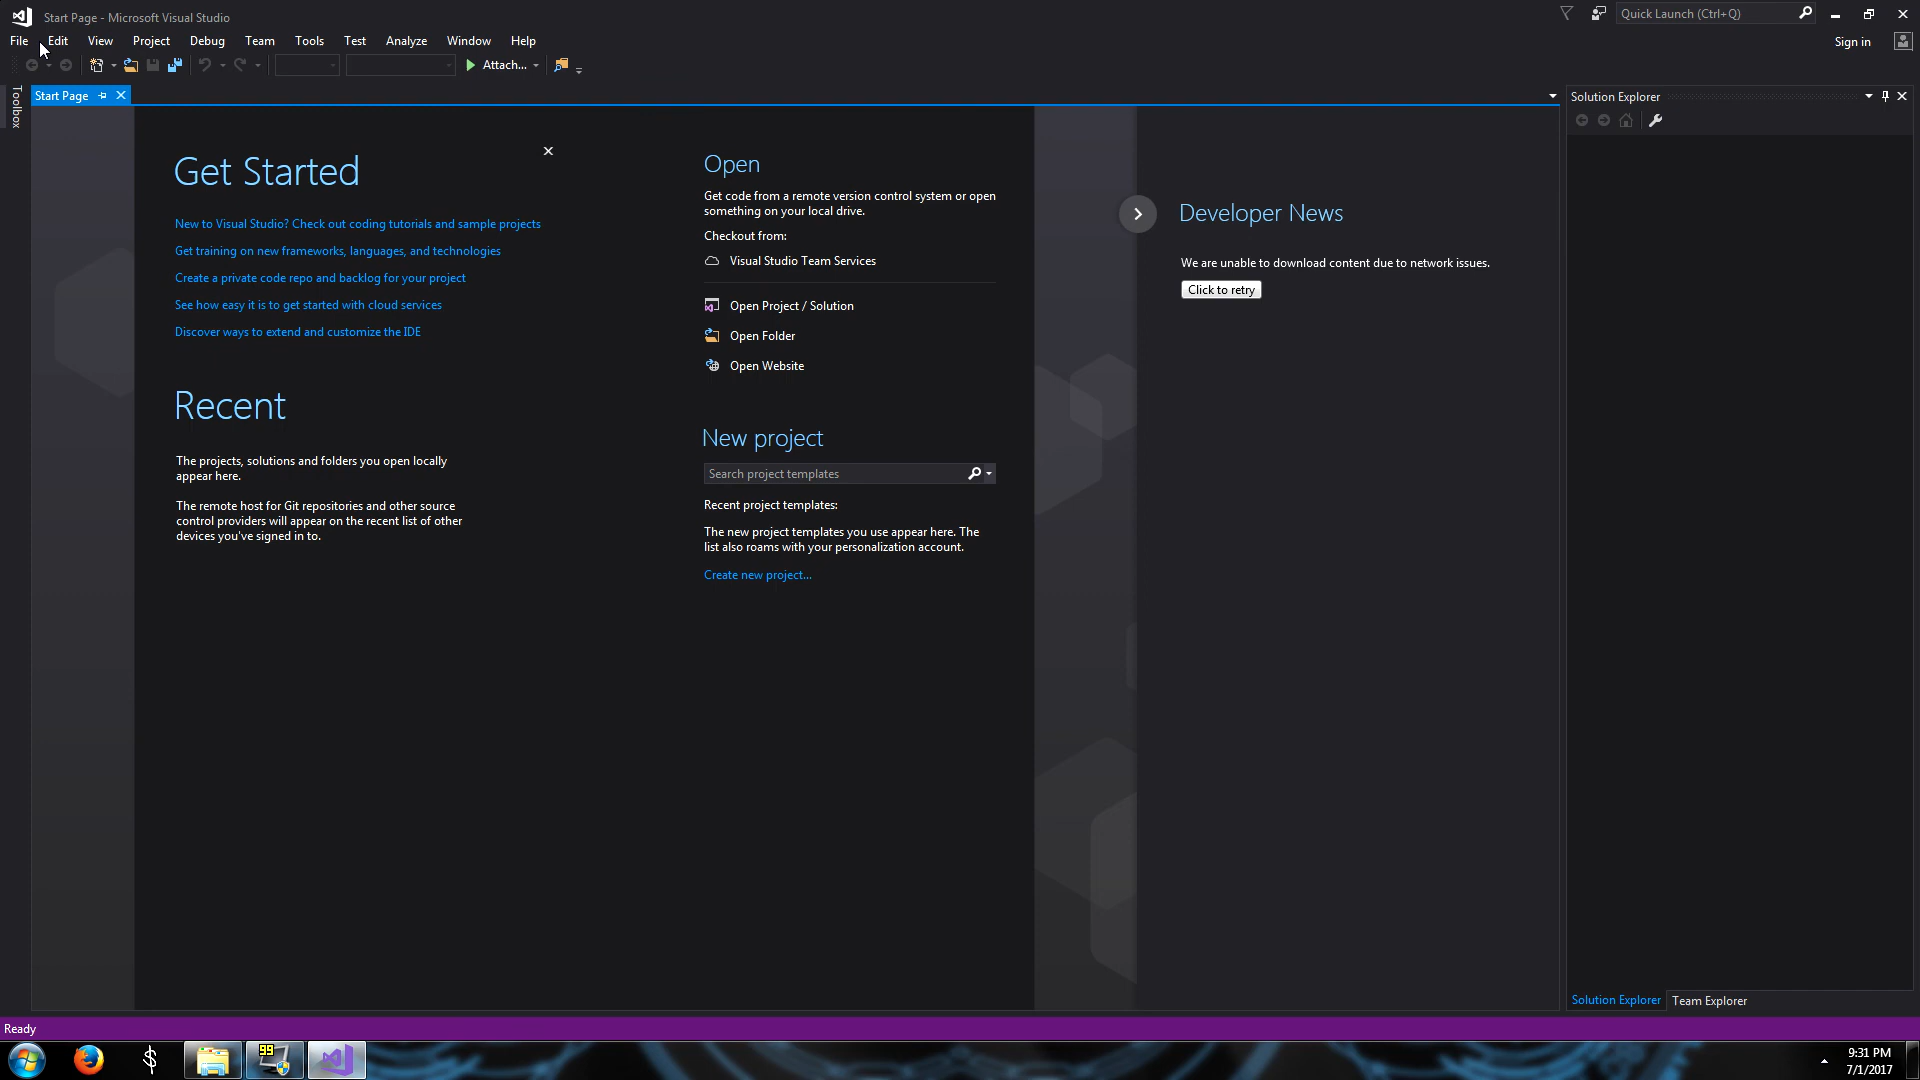 Start Page - Microsoft Visual Studio
Quick Launch (Ctrl+Q)
File Edit View Project Debug Team Tools Test Analyze Window Help
Sign in
Attach...
Toolbox
Start Page
Solution Explorer
Get Started
New to Visual Studio? Check out coding tutorials and sample projects
Get training on new frameworks, languages, and technologies
Create a private code repo and backlog for your project
See how easy it is to get started with cloud services
Discover ways to extend and customize the IDE
Recent
The projects, solutions and folders you open locally
appear here.
The remote host for Git repositories and other source
control providers will appear on the recent list of other
devices you've signed in to.
Open
Get code from a remote version control system or open
something on your local drive.
Checkout from:
Visual Studio Team Services
Open Project / Solution
Open Folder
Open Website
New project
Search project templates
Recent project templates:
The new project templates you use appear here. The
list also roams with your personalization account.
Create new project...
Developer News
We are unable to download content due to network issues.
Click to retry
Solution Explorer
Team Explorer
Ready
99
9:31 PM
7/1/2017